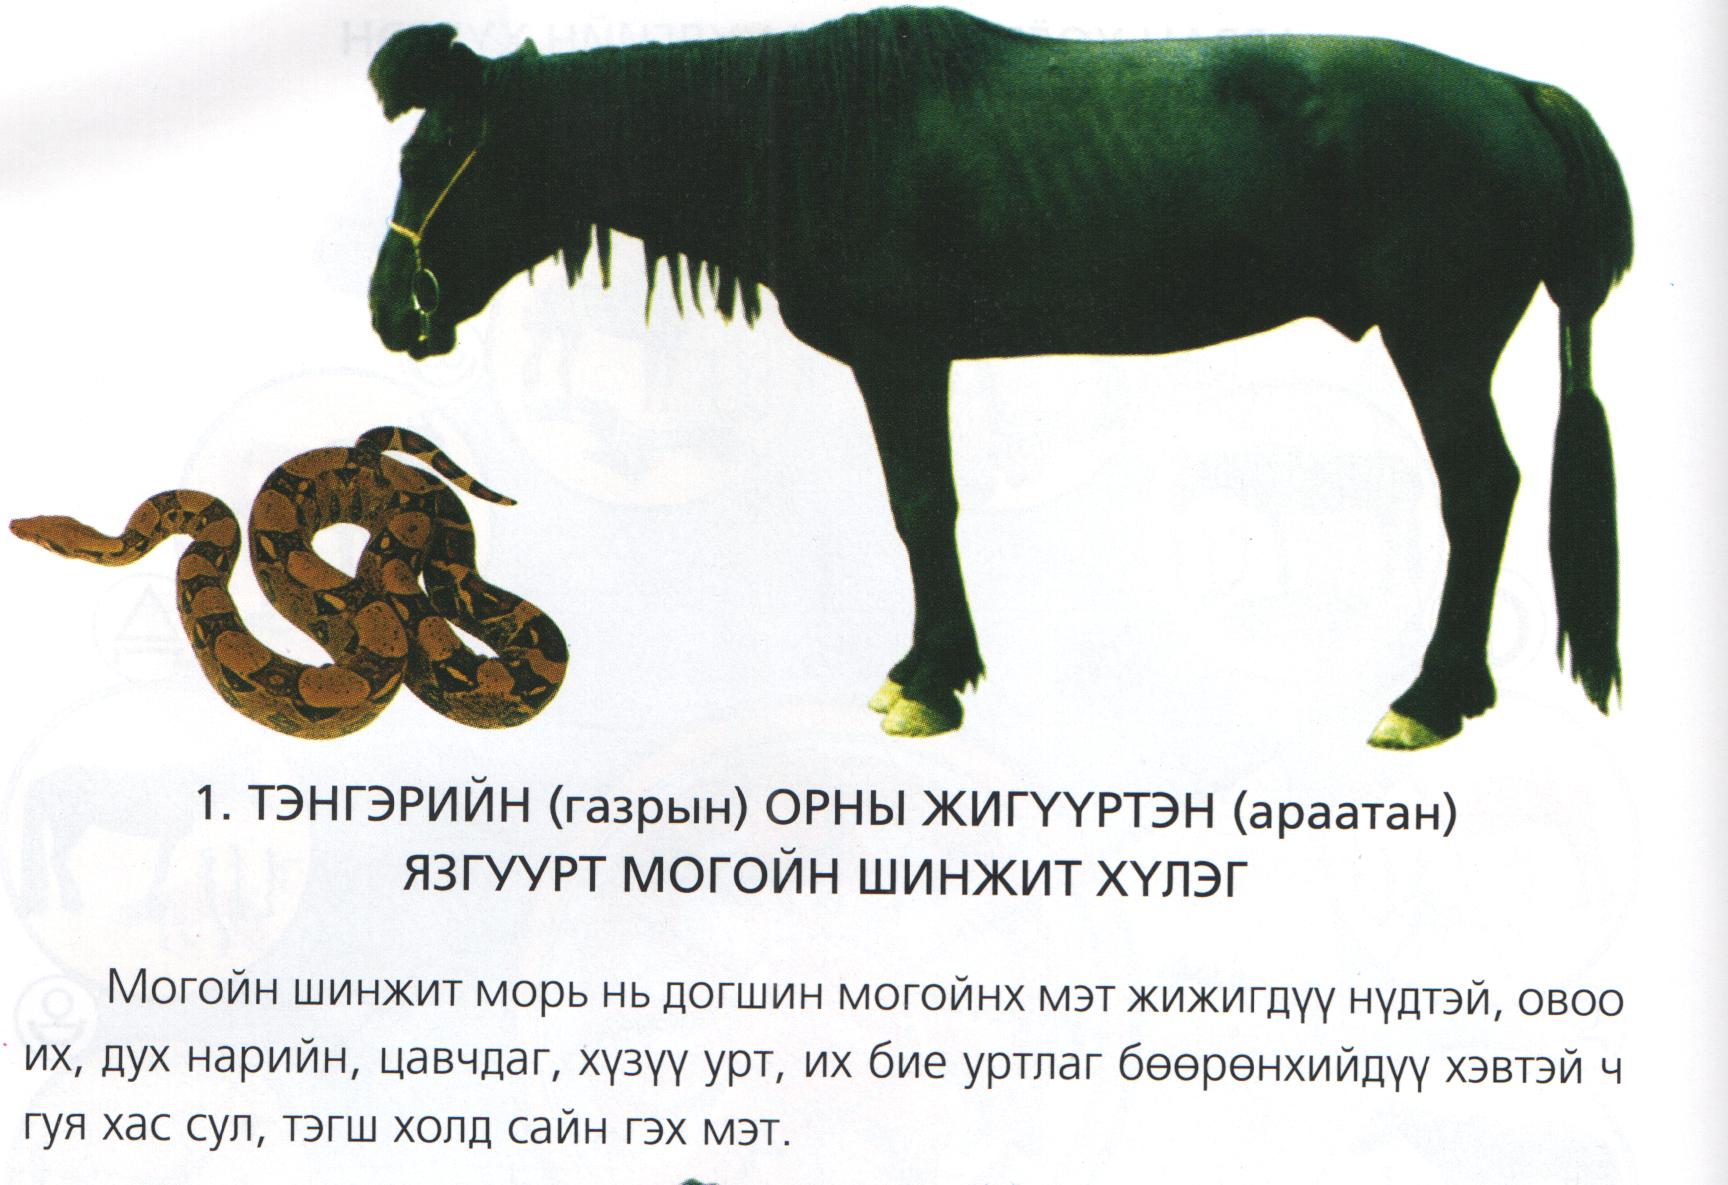 1. ТЭНГЭРИЙН (газрын) ОРНЫ ЖИГҮҮРТЭН (араатан)
ЯЗГУУРТ МОГОЙН ШИНЖИТ ХҮЛЭГ
Могойн шинжит морь нь догшин могойнх мэт жижигдүү нүдтэй, овоо
их, дух нарийн, цавчдаг, хүзүү урт, их бие уртлаг бөөрөнхийдүү хэвтэй ч
гуя хас сул, тэгш холд сайн гэх мэт.